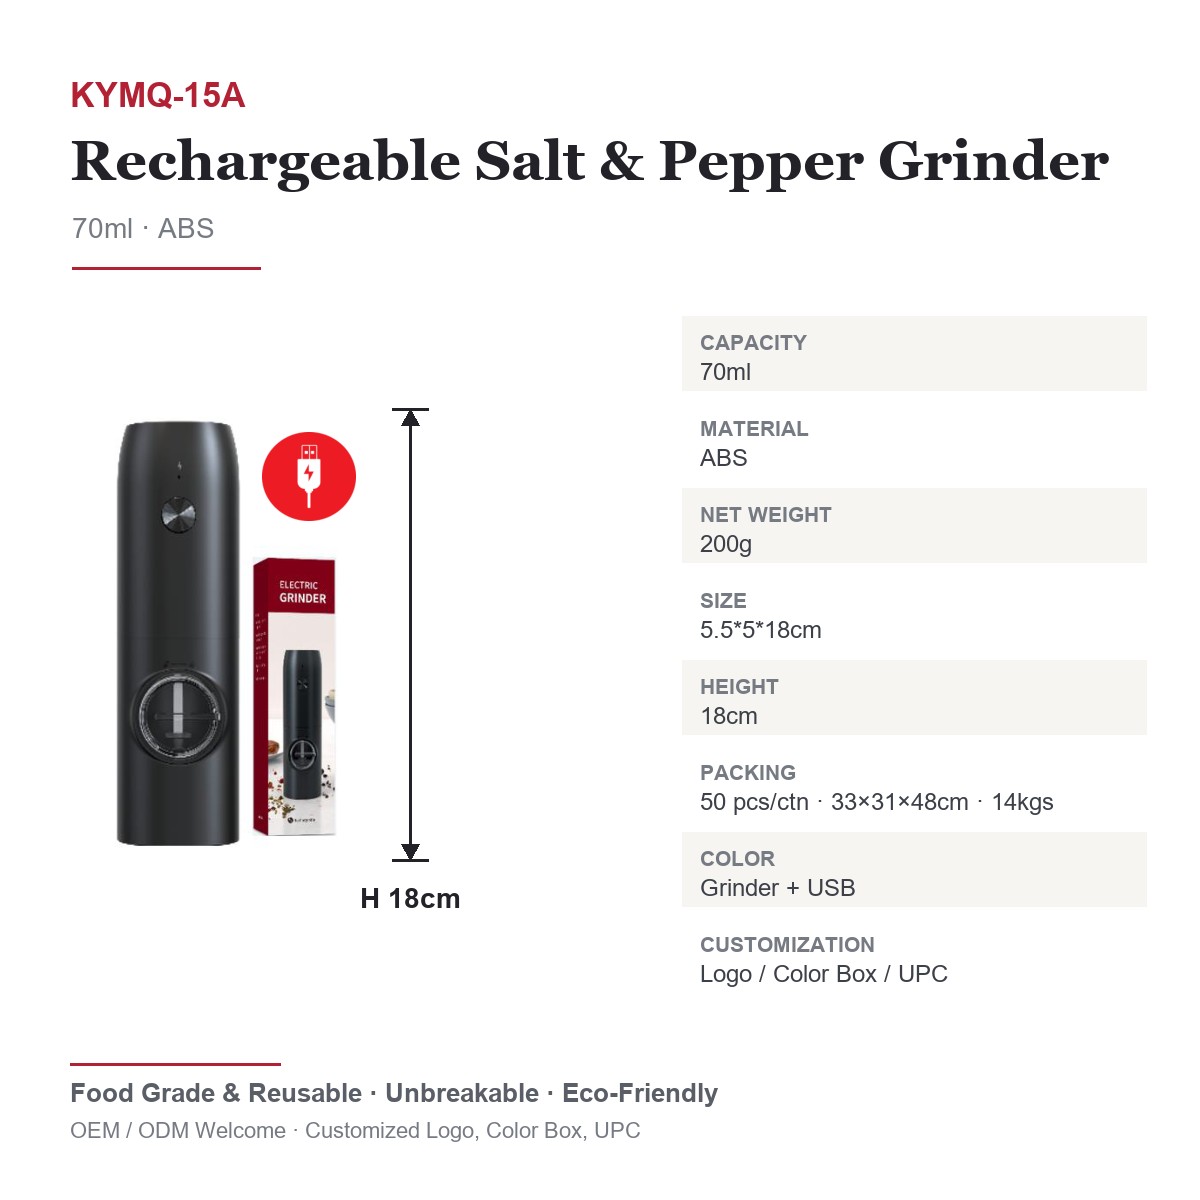 KYMQ-15A
Rechargeable Salt & Pepper Grinder
70ml · ABS
ELECTRIC
GRINDER
H 18cm
CAPACITY
70ml
MATERIAL
ABS
NET WEIGHT
200g
SIZE
5.5*5*18cm
HEIGHT
18cm
PACKING
50 pcs/ctn · 33×31×48cm · 14kgs
COLOR
Grinder + USB
CUSTOMIZATION
Logo / Color Box / UPC
Food Grade & Reusable · Unbreakable · Eco-Friendly
OEM / ODM Welcome · Customized Logo, Color Box, UPC